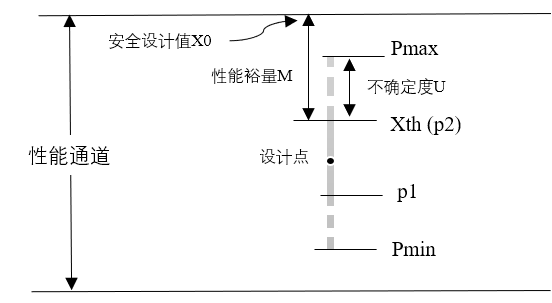 安全设计值X0
Pmax
性能裕量M
不确定度U
Xth (p2)
性能通道
设计点
p1
Pmin